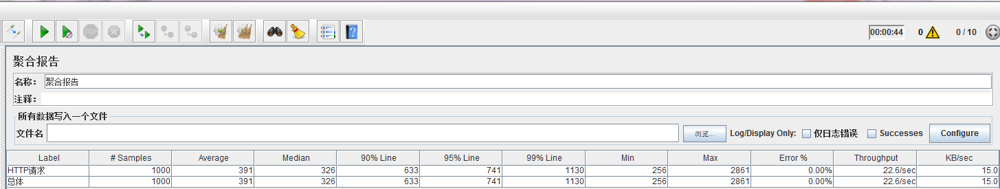 STOP
00:00:44 0 0 / 10
聚合报告
名称： 聚合报告
注释：
所有数据写入一个文件
文件名 浏览... Log/Display Only: 仅日志错误 Successes Configure
Label # Samples Average Median 90% Line 95% Line 99% Line Min Max Error % Throughput KB/sec
HTTP请求 1000 391 326 633 741 1130 256 2861 0.00% 22.6/sec 15.0
总体 1000 391 326 633 741 1130 256 2861 0.00% 22.6/sec 15.0